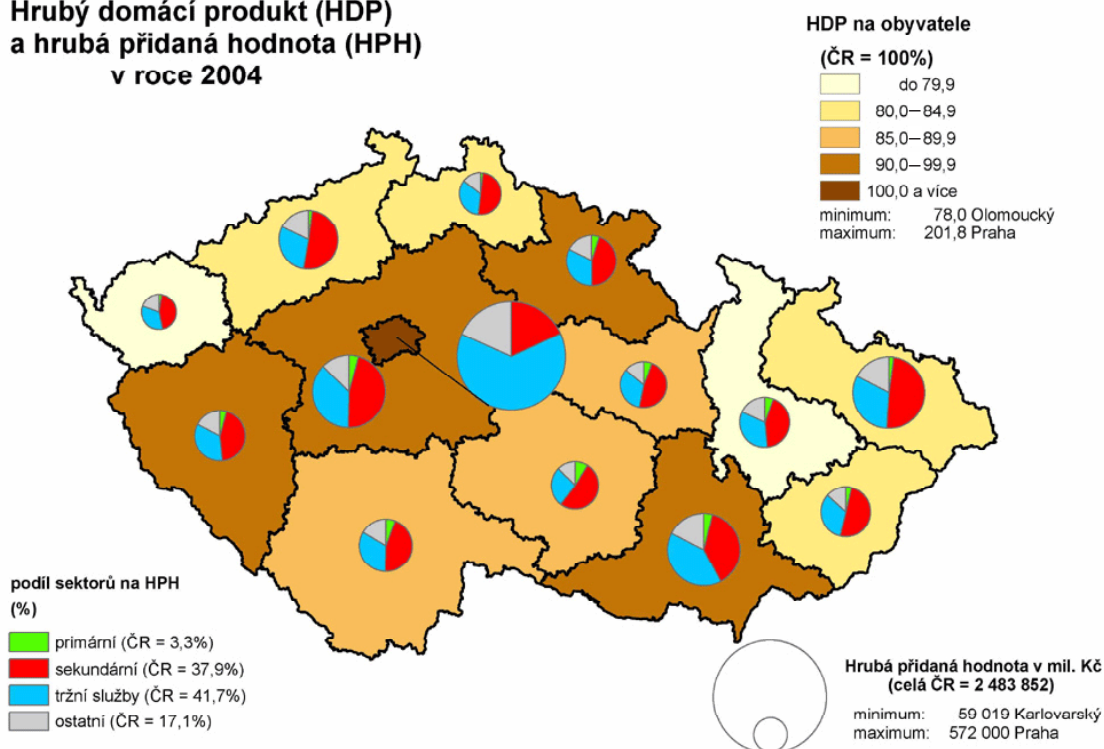 Hrubý domácí produkt (HDP)
a hrubá přidaná hodnota (HPH)
v roce 2004
HDP na obyvatele
(ČR = 100%)
do 79,9
80,0—84,9
85,0—89,9
90,0—99,9
100,0 a více
minimum: 78,0 Olomoucký
maximum: 201,8 Praha
podíl sektorů na HPH
(%)
primární (ČR = 3,3%)
sekundární (ČR = 37,9%)
tržní služby (ČR = 41,7%)
ostatni (ČR = 17,1%)
Hrubá přidaná hodnota v mil. Kč
(celá ČR = 2 483 852)
minimum: 59 019 Karlovarský
maximum: 572 000 Praha